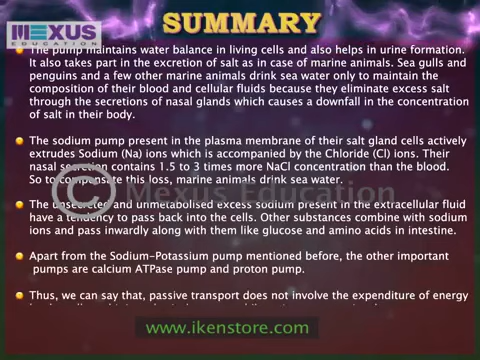 MEXUS
EDUCATION
SUMMARY
The pump maintains water balance in living cells and also helps in urine formation.
It also takes part in the excretion of salt as in case of marine animals. Sea gulls and
penguins and a few other marine animals drink sea water only to maintain the
composition of their blood and cellular fluids because they eliminate excess salt
through the secretions of nasal glands which causes a downfall in the concentration
of salt in their body.
The sodium pump present in the plasma membrane of their salt gland cells actively
extrudes Sodium (Na) ions which is accompanied by the Chloride (Cl) ions. Their
nasal secretion contains 1.5 to 3 times more NaCl concentration than the blood.
So to compensate this loss, marine animals drink sea water.
© Mexus Education
The unsecreted and unmetabolised excess sodium present in the extracellular fluid
have a tendency to pass back into the cells. Other substances combine with sodium
ions and pass inwardly along with them like glucose and amino acids in intestine.
Apart from the Sodium-Potassium pump mentioned before, the other important
pumps are calcium ATPase pump and proton pump.
Thus, we can say that, passive transport does not involve the expenditure of energy
www.ikenstore.com